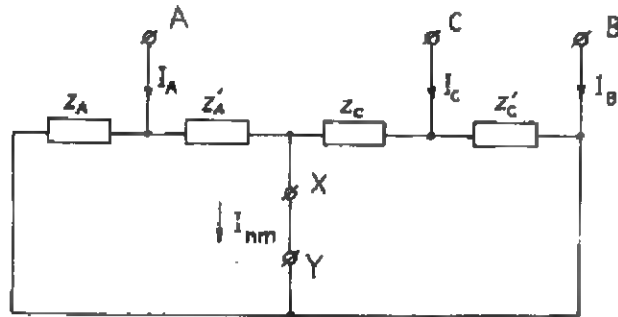 A C B
I_A I_C I_B
Z_A Z'_A Z_C Z'_C
X
I_nm
Y